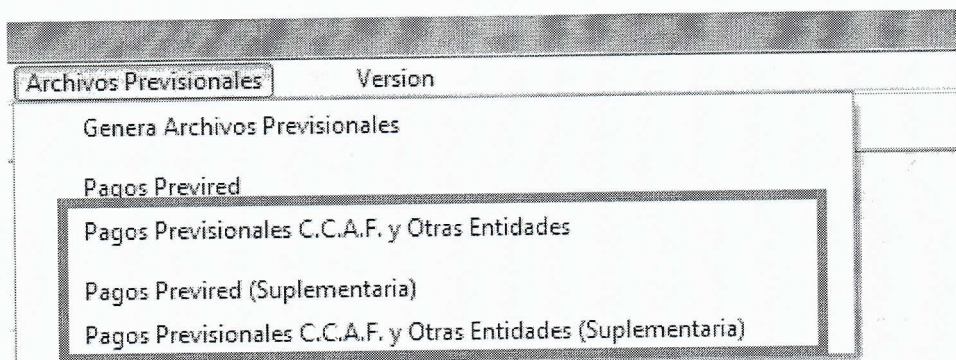 Archivos Previsionales Version
Genera Archivos Previsionales
Pagos Previred
Pagos Previsionales C.C.A.F. y Otras Entidades
Pagos Previred (Suplementaria)
Pagos Previsionales C.C.A.F. y Otras Entidades (Suplementaria)